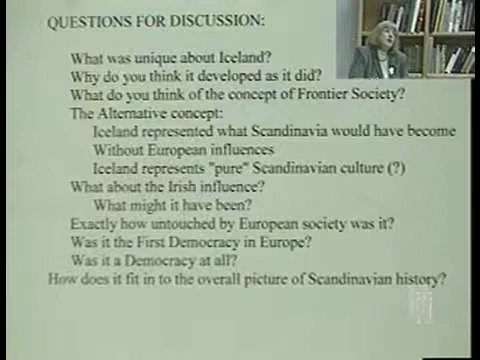 QUESTIONS FOR DISCUSSION:
What was unique about Iceland?
Why do you think it developed as it did?
What do you think of the concept of Frontier Society?
The Alternative concept:
Iceland represented what Scandinavia would have become
Without European influences
Iceland represents "pure" Scandinavian culture (?)
What about the Irish influence?
What might it have been?
Exactly how untouched by European society was it?
Was it the First Democracy in Europe?
Was it a Democracy at all?
How does it fit in to the overall picture of Scandinavian history?